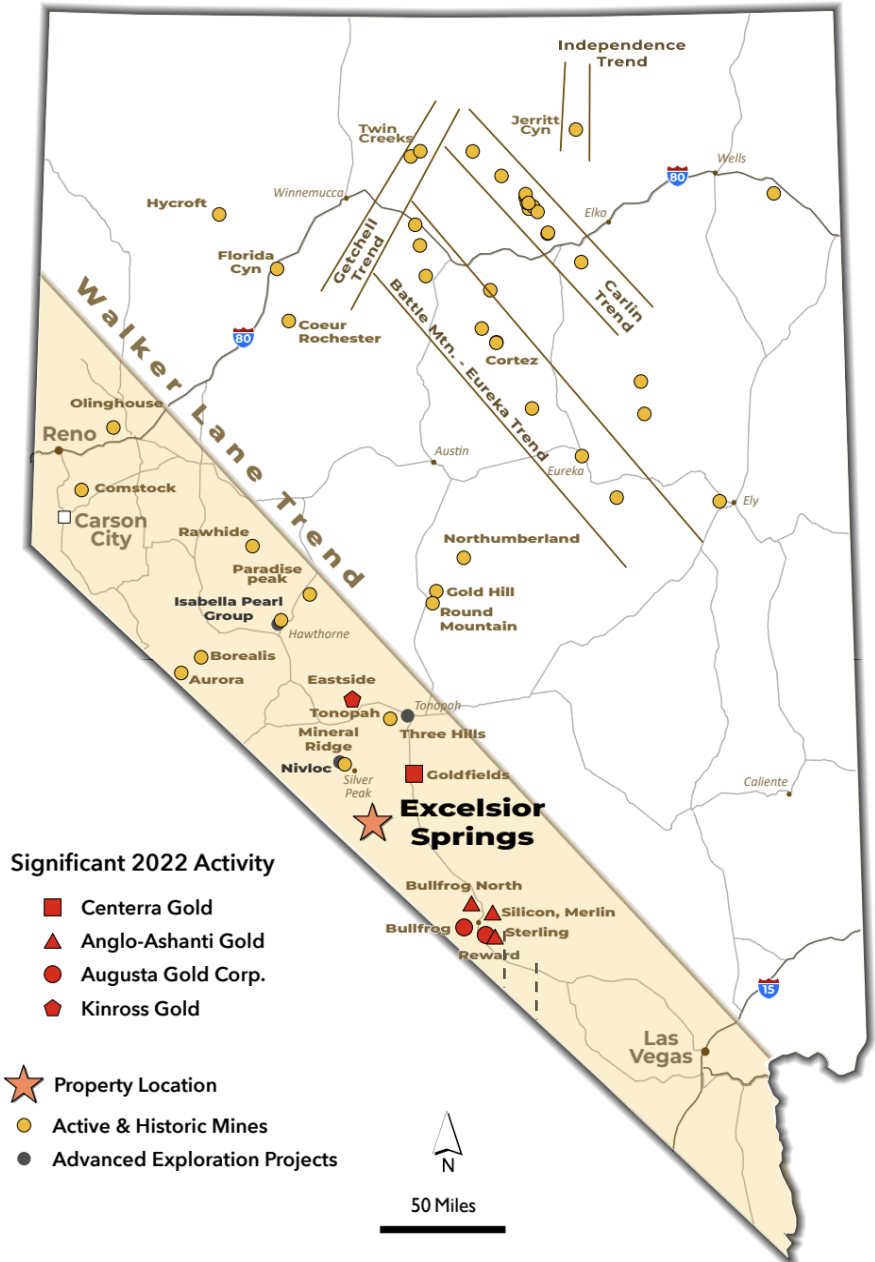 Independence
Trend
Jerritt
Cyn
Twin
Creeks
Wells
80
Winnemucca
Hycroft
Elko
Getchell
Trend
Florida
Cyn
Carlin
Trend
Coeur
Rochester
80
Battle Mtn. - Eureka Trend
Cortez
Walker Lane Trend
Olinghouse
Reno
Austin
Eureka
Comstock
Ely
Carson
City
Rawhide
Northumberland
Paradise
peak
Gold Hill
Isabella Pearl
Group
Round
Mountain
Hawthorne
Borealis
Aurora
Eastside
Tonopah
Tonopah
Three Hills
Mineral
Ridge
Nivloc
Silver
Peak
Goldfields
Caliente
Excelsior
Springs
Significant 2022 Activity
Centerra Gold
Anglo-Ashanti Gold
Augusta Gold Corp.
Kinross Gold
Bullfrog North
Silicon, Merlin
Bullfrog
Sterling
Reward
15
Las
Vegas
Property Location
Active & Historic Mines
Advanced Exploration Projects
N
50 Miles